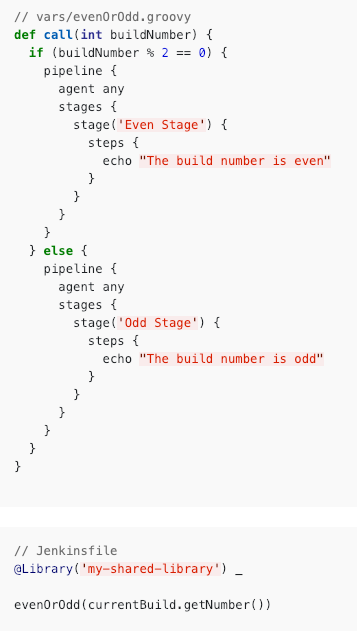 // vars/evenOrOdd.groovy
def call(int buildNumber) {
  if (buildNumber % 2 == 0) {
    pipeline {
      agent any
      stages {
        stage('Even Stage') {
          steps {
            echo "The build number is even"
          }
        }
      }
    }
  } else {
    pipeline {
      agent any
      stages {
        stage('Odd Stage') {
          steps {
            echo "The build number is odd"
          }
        }
      }
    }
  }
}
// Jenkinsfile
@Library('my-shared-library') _
evenOrOdd(currentBuild.getNumber())